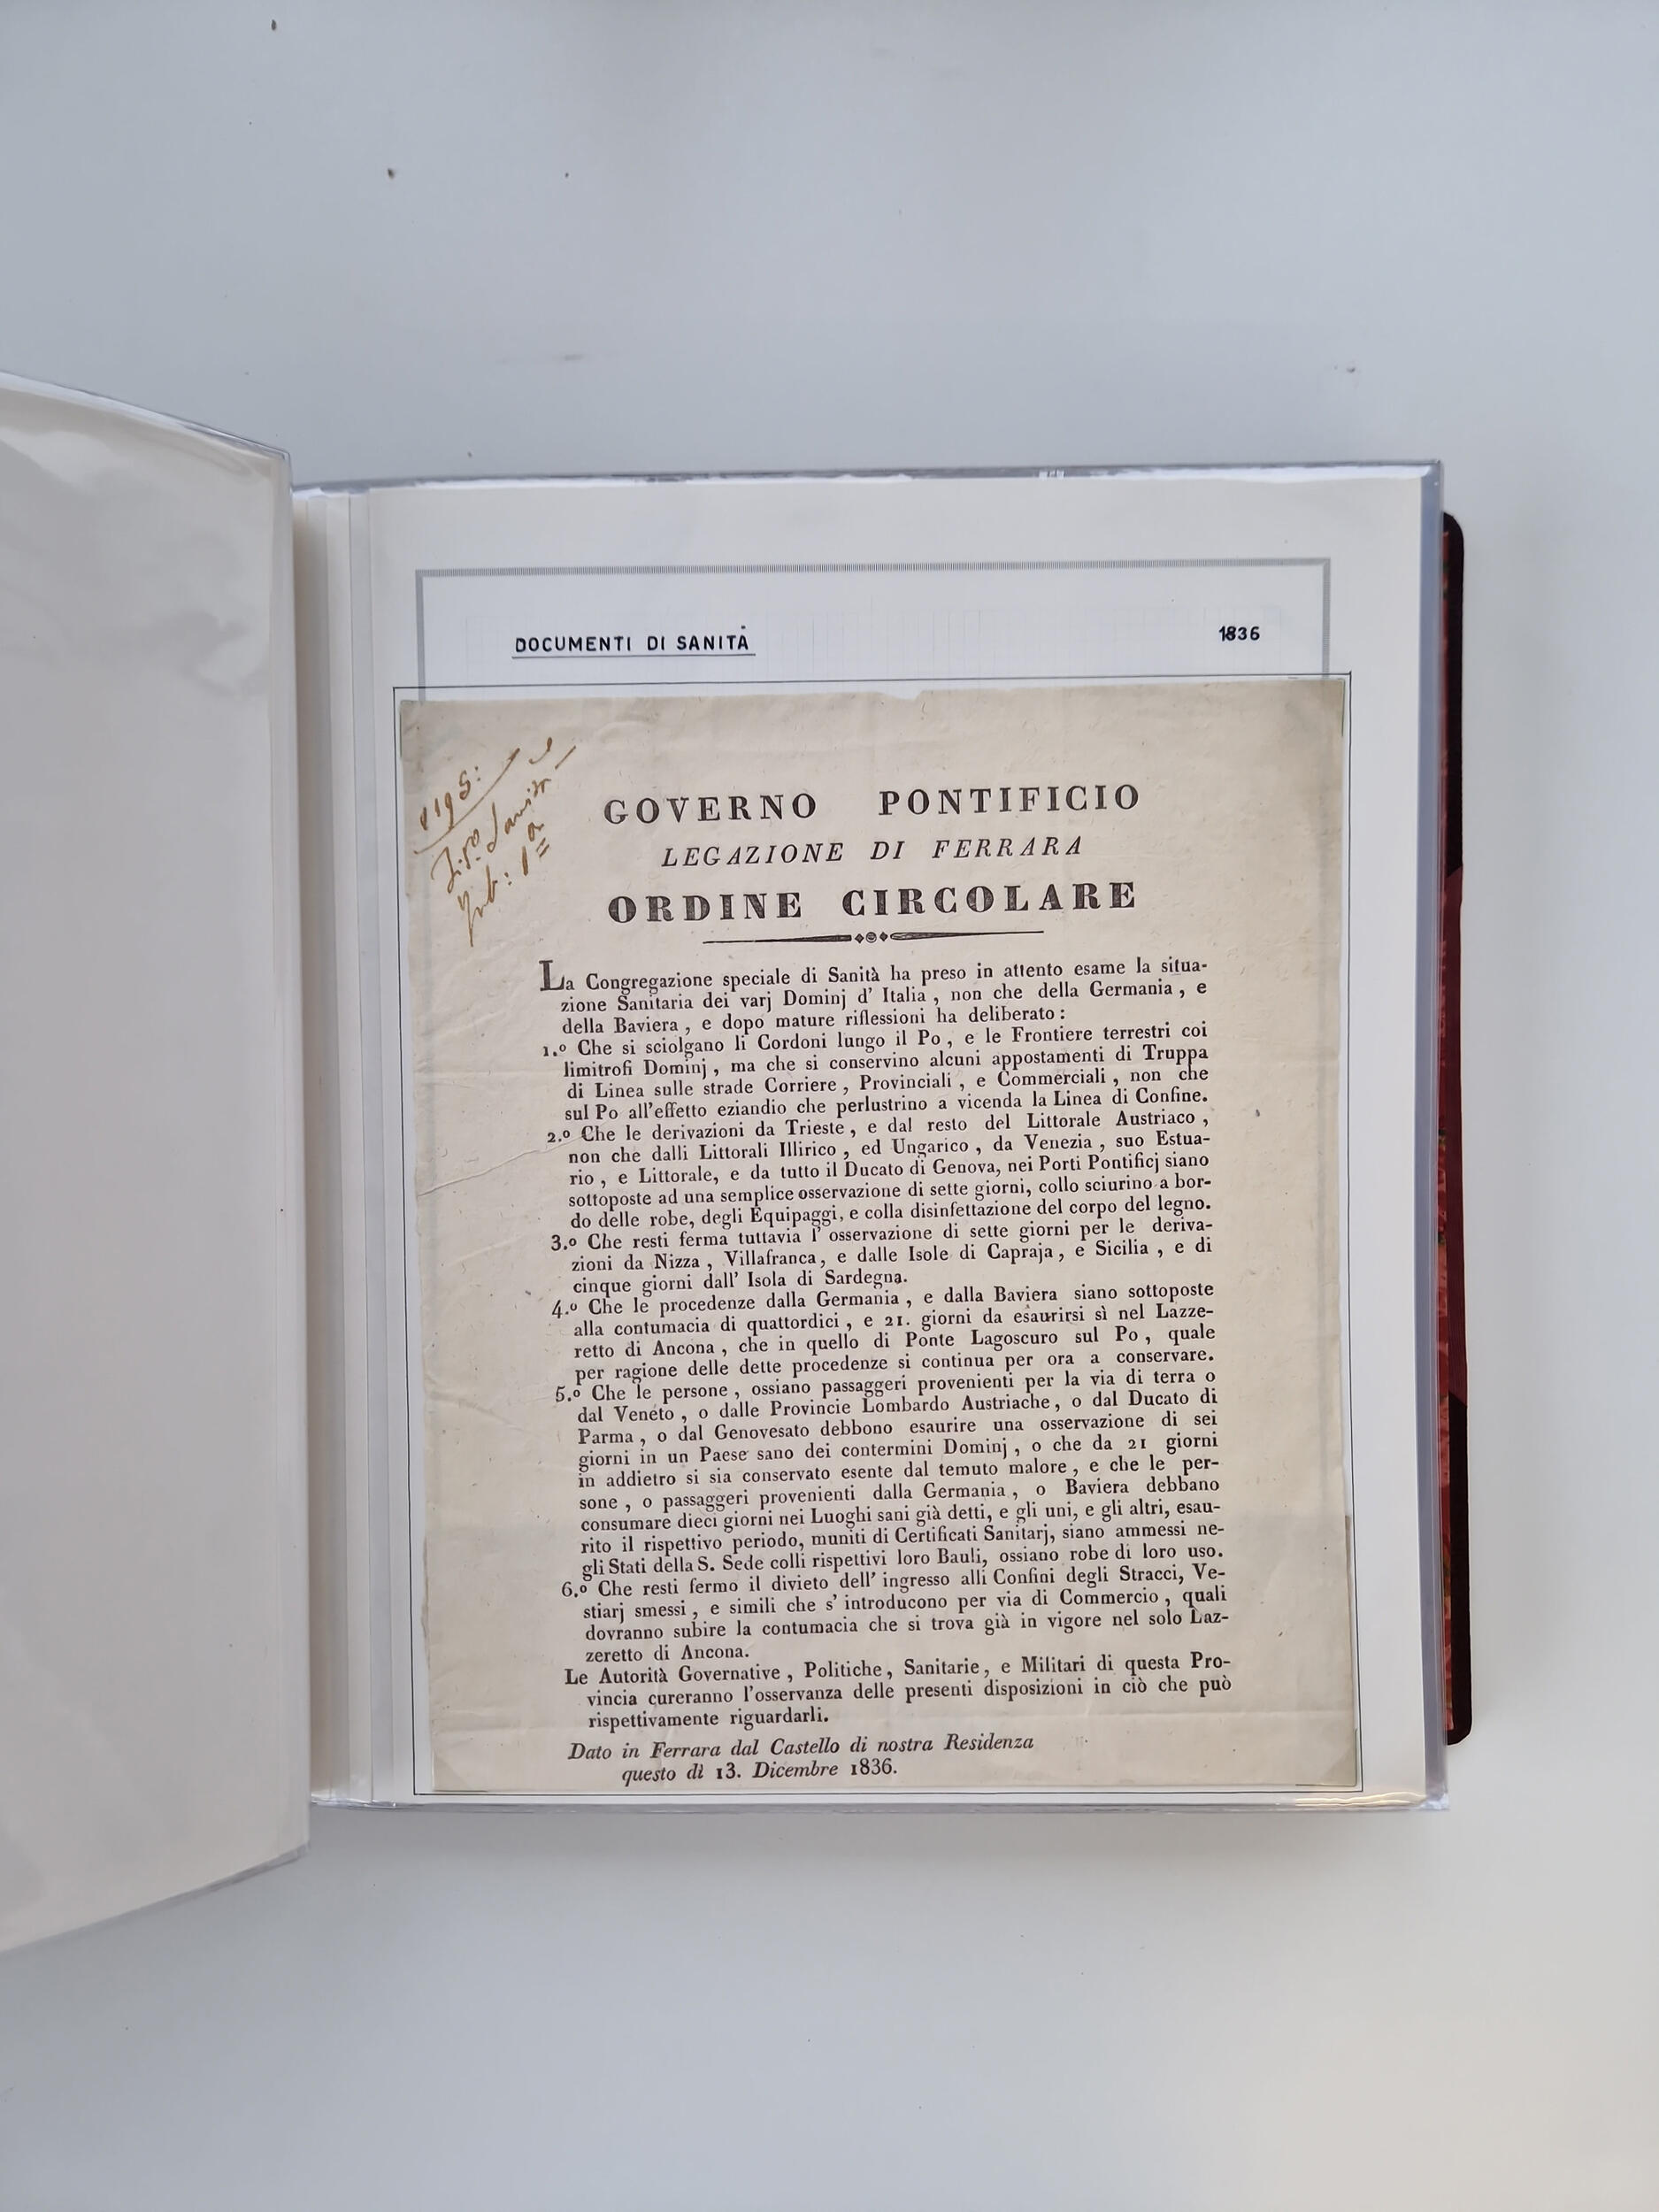 DOCUMENTI DI SANITÀ
1836
GOVERNO PONTIFICIO
LEGAZIONE DI FERRARA
ORDINE CIRCOLARE
La Congregazione speciale di Sanità ha preso in attento esame la situa-
zione Sanitaria dei varj Dominj d' Italia, non che della Germania, e
della Baviera, e dopo mature riflessioni ha deliberato:
1.º Che si sciolgano li Cordoni lungo il Po, e le Frontiere terrestri coi
limitrofi Dominj, ma che si conservino alcuni appostamenti di Truppa
di Linea sulle strade Corriere, Provinciali, e Commerciali, non che
sul Po all'effetto eziandio che perlustrino a vicenda la Linea di Confine.
2.º Che le derivazioni da Trieste, e dal resto del Littorale Austriaco,
non che dalli Littorali Illirico, ed Ungarico, da Venezia, suo Estua-
rio, e Littorale, e da tutto il Ducato di Genova, nei Porti Pontificj siano
sottoposte ad una semplice osservazione di sette giorni, collo sciurino a bor-
do delle robe, degli Equipaggi, e colla disinfettazione del corpo del legno.
3.º Che resti ferma tuttavia l' osservazione di sette giorni per le deriva-
zioni da Nizza, Villafranca, e dalle Isole di Capraja, e Sicilia, e di
cinque giorni dall' Isola di Sardegna.
4.º Che le procedenze dalla Germania, e dalla Baviera siano sottoposte
alla contumacia di quattordici, e 21. giorni da esaurirsi sì nel Lazze-
retto di Ancona, che in quello di Ponte Lagoscuro sul Po, quale
per ragione delle dette procedenze si continua per ora a conservare.
5.º Che le persone, ossiano passaggeri provenienti per la via di terra o
dal Veneto, o dalle Provincie Lombardo Austriache, o dal Ducato di
Parma, o dal Genovesato debbono esaurire una osservazione di sei
giorni in un Paese sano dei contermini Dominj, o che da 21 giorni
in addietro si sia conservato esente dal temuto malore, e che le per-
sone, o passaggeri provenienti dalla Germania, o Baviera debbano
consumare dieci giorni nei Luoghi sani già detti, e gli uni, e gli altri, esau-
rito il rispettivo periodo, muniti di Certificati Sanitarj, siano ammessi ne-
gli Stati della S. Sede colli rispettivi loro Bauli, ossiano robe di loro uso.
6.º Che resti fermo il divieto dell' ingresso alli Confini degli Stracci, Ve-
stiarj smessi, e simili che s' introducono per via di Commercio, quali
dovranno subire la contumacia che si trova già in vigore nel solo Laz-
zeretto di Ancona.
Le Autorità Governative, Politiche, Sanitarie, e Militari di questa Pro-
vincia cureranno l'osservanza delle presenti disposizioni in ciò che può
rispettivamente riguardarli.
Dato in Ferrara dal Castello di nostra Residenza
questo dì 13. Dicembre 1836.